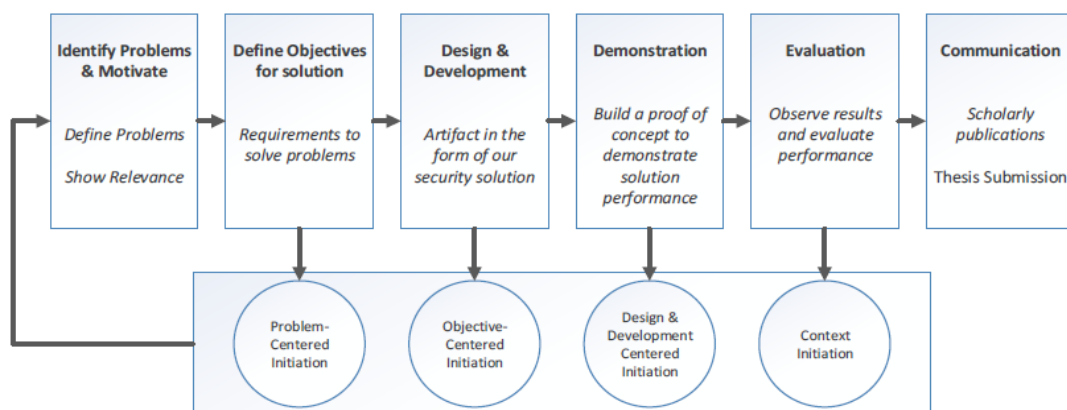 Identify Problems
& Motivate
Define Problems
Show Relevance
Define Objectives
for solution
Requirements to
solve problems
Design &
Development
Artifact in the
form of our
security solution
Demonstration
Build a proof of
concept to
demonstrate
solution
performance
Evaluation
Observe results
and evaluate
performance
Communication
Scholarly
publications
Thesis Submission
Problem-
Centered
Initiation
Objective-
Centered
Initiation
Design &
Development
Centered
Initiation
Context
Initiation